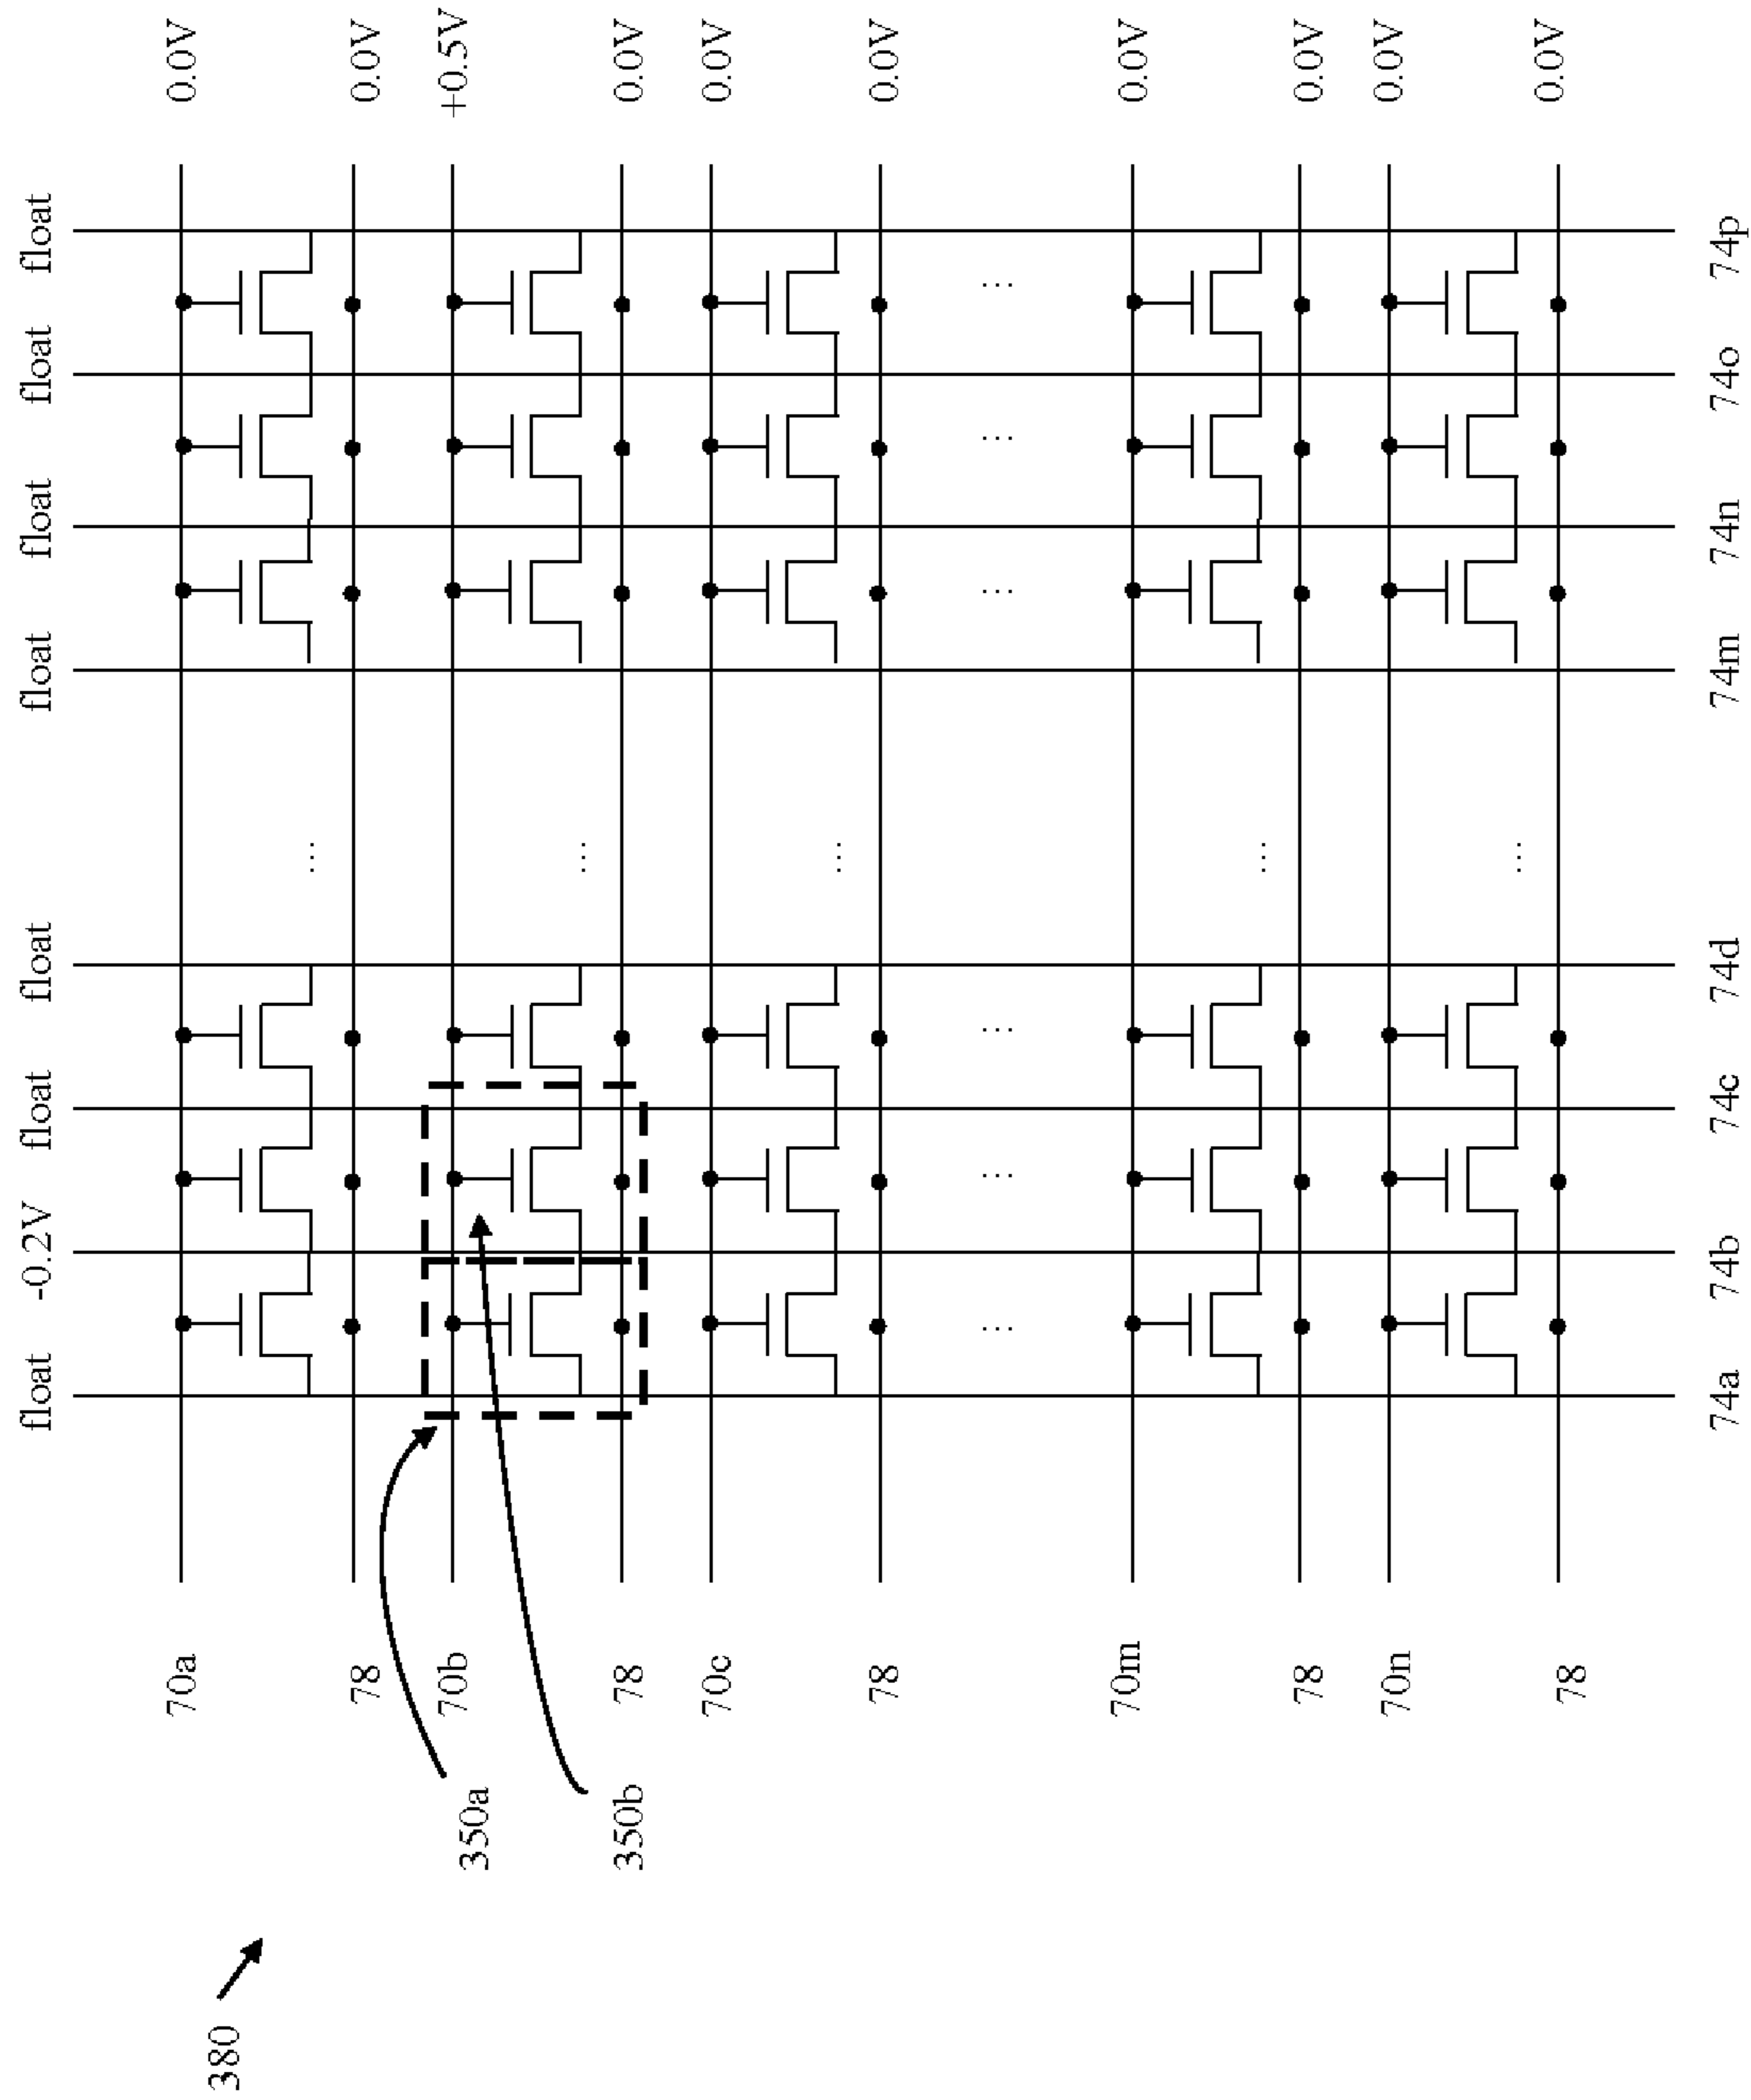 float -0.2V float float float float float float
70a 0.0V
380
78 0.0V
70b +0.5V
350a
78 0.0V
350b
70c 0.0V
78 0.0V
70m 0.0V
78 0.0V
70n 0.0V
78 0.0V
74a 74b 74c 74d 74m 74n 74o 74p